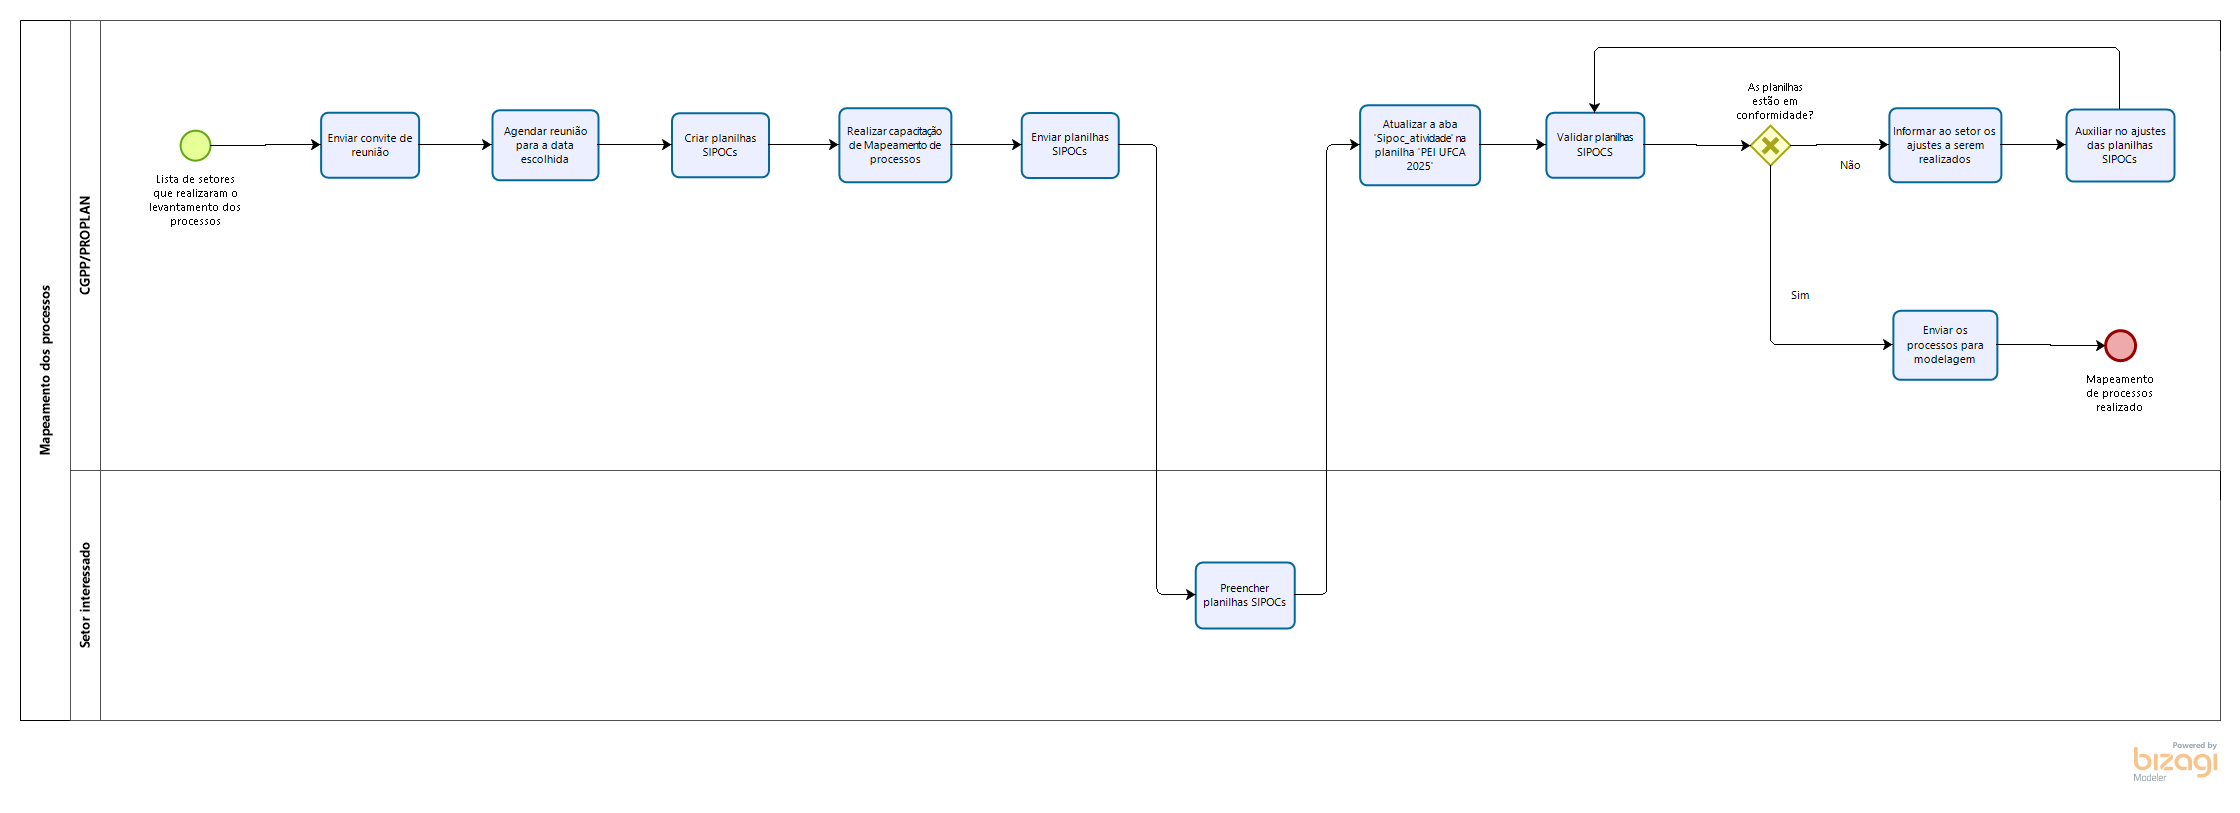 Mapeamento dos processos
CGPP/PROPLAN
Lista de setores
que realizaram o
levantamento dos
processos
Enviar convite de
reunião
Agendar reunião
para a data
escolhida
Criar planilhas
SIPOCs
Realizar capacitação
de Mapeamento de
processos
Enviar planilhas
SIPOCs
Atualizar a aba
'Sipoc_atividade' na
planilha 'PEI UFCA
2025'
Validar planilhas
SIPOCS
As planilhas
estão em
conformidade?
Não
Informar ao setor os
ajustes a serem
realizados
Auxiliar no ajustes
das planilhas
SIPOCs
Sim
Enviar os
processos para
modelagem
Mapeamento
de processos
realizado
Setor interessado
Preencher
planilhas SIPOCs
Powered by
bizagi
Modeler